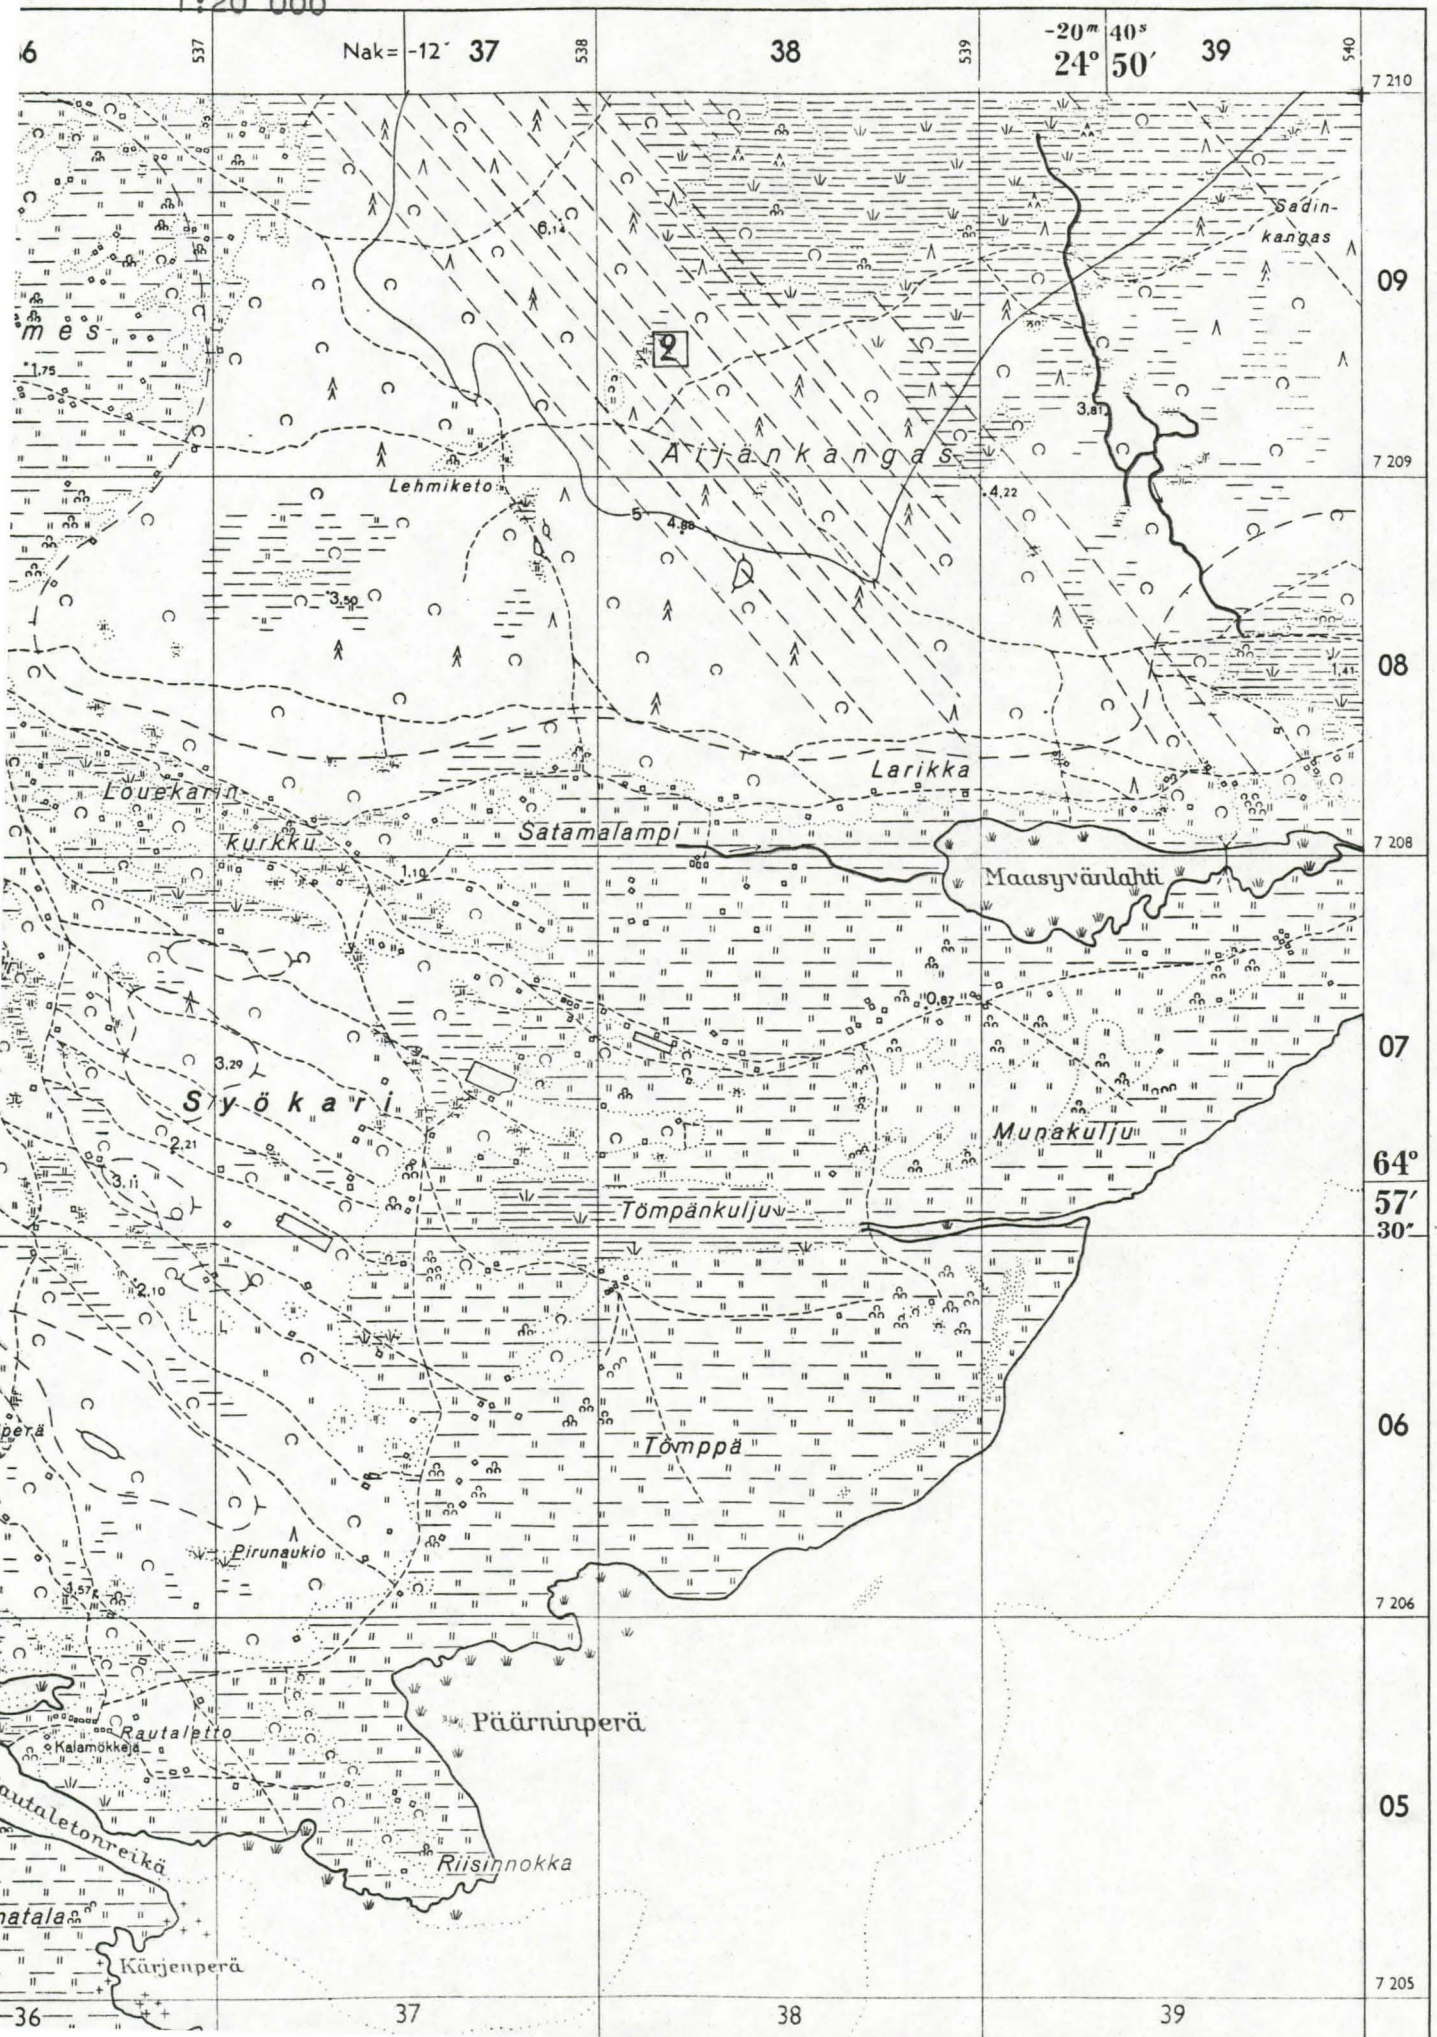 1:20 000
537
Nak= -12´ 37
538
38
539
-20ᵐ 40ˢ
24° 50′
39
540
7 210
Sadin-
kangas
6,14
09
mes
1,75
2
3,81
Äijänkangas
7 209
Lehmiketo
4,22
5
4,88
3,50
08
1,41
Larikka
Louekarin-
kurkku
Satamalampi
7 208
1,10
Maasyvänlahti
0,87
07
3,29
Syökari
2,21
Munakulju
3,11
64°
57′
30″
Tömpänkulju
2,10
L L
06
perä
Tömppä
Pirunaukio
1,57
7 206
Rautaletto
Päärninperä
Kalamökkejä
autaletonreikä
05
Riisinnokka
matala
Kärjenperä
7 205
36
37
38
39